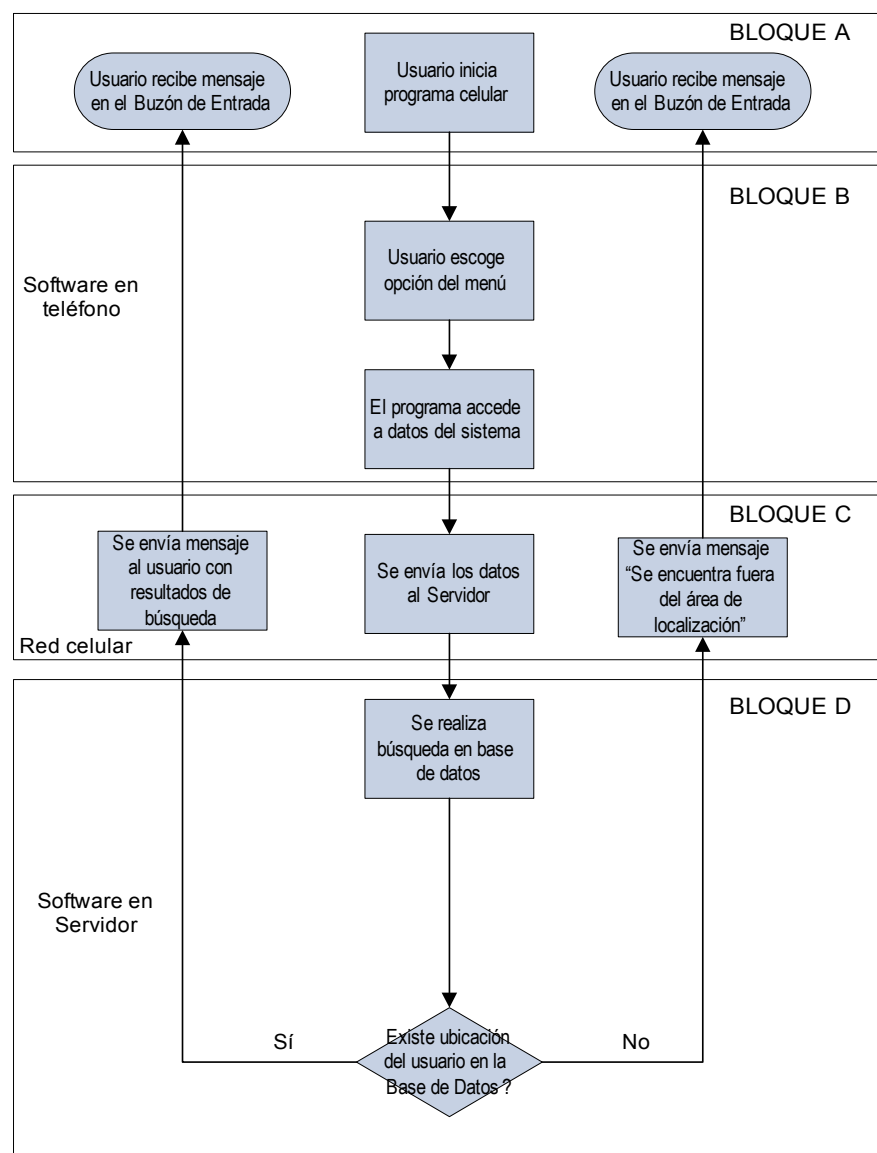 BLOQUE A
Usuario recibe mensaje
en el Buzón de Entrada
Usuario inicia
programa celular
Usuario recibe mensaje
en el Buzón de Entrada
BLOQUE B
Software en
teléfono
Usuario escoge
opción del menú
El programa accede
a datos del sistema
BLOQUE C
Se envía mensaje
al usuario con
resultados de
búsqueda
Se envía los datos
al Servidor
Se envía mensaje
“Se encuentra fuera
del área de
localización”
Red celular
BLOQUE D
Se realiza
búsqueda en base
de datos
Software en
Servidor
Sí
Existe ubicación
del usuario en la
Base de Datos ?
No